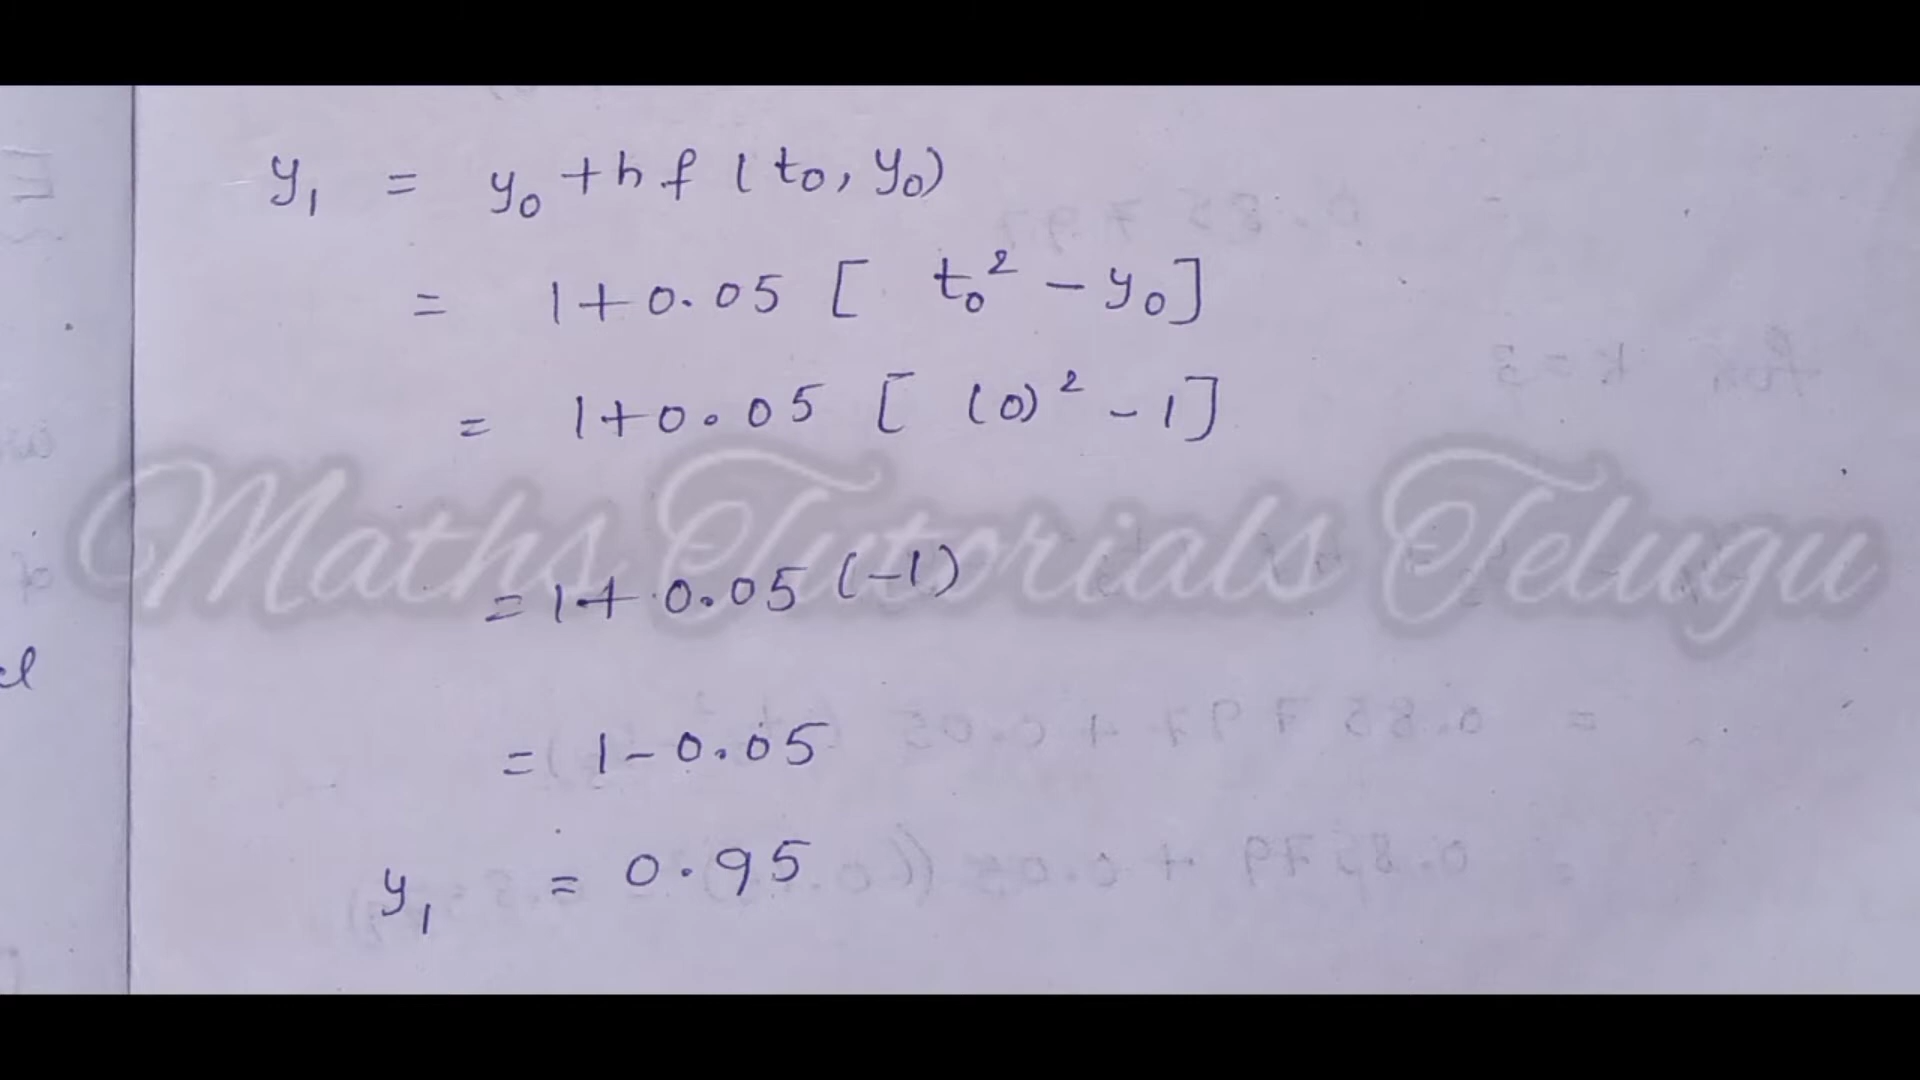 y₁ = y₀ + h f (t₀, y₀)
= 1+0.05 [ t₀² - y₀]
= 1+0.05 [ (0)² - 1]
Maths Tutorials Telugu
= 1+ 0.05 (-1)
= 1 - 0.05
y₁ = 0.95